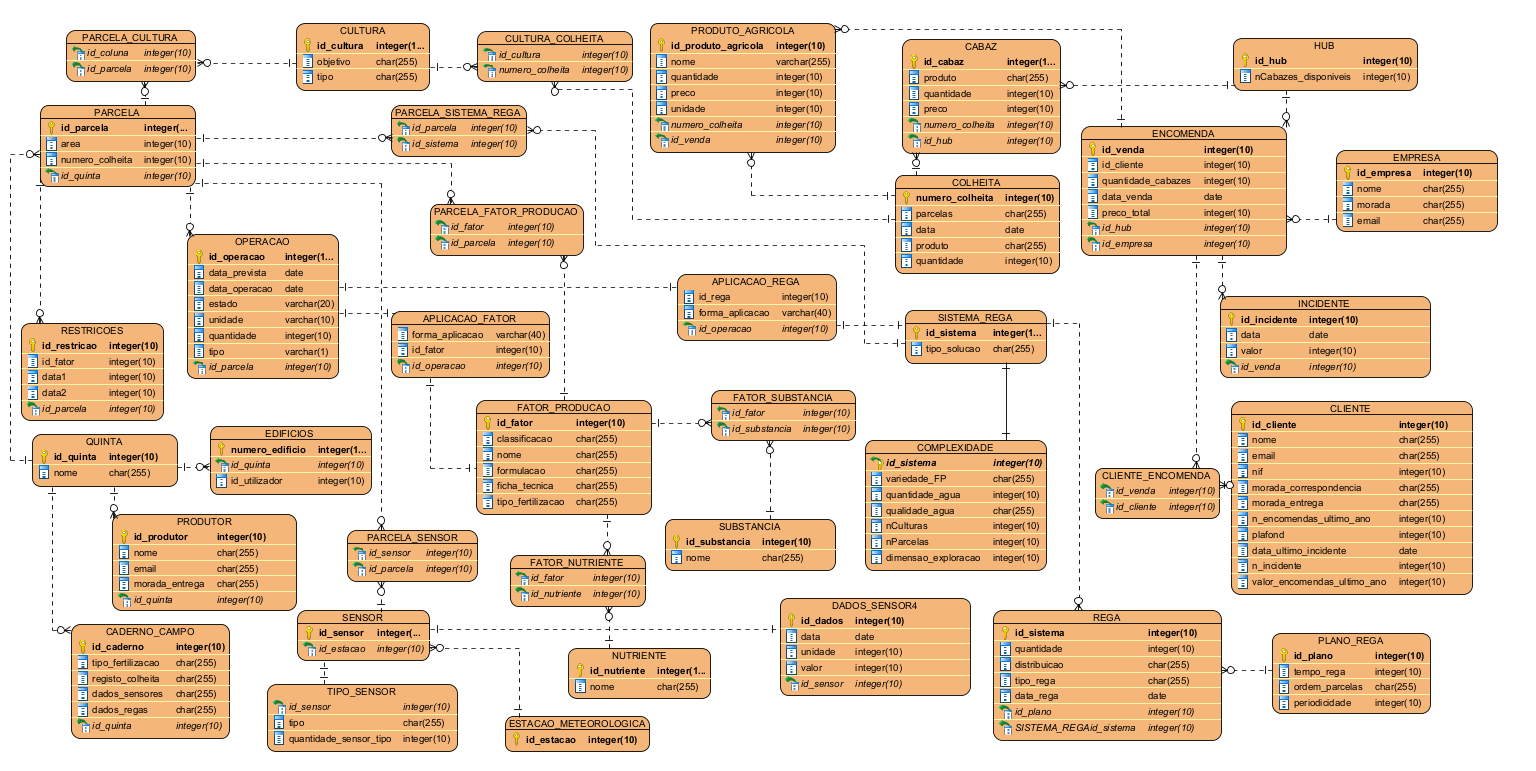 PARCELA_CULTURA
id_coluna integer(10)
id_parcela integer(10)
CULTURA
id_cultura integer(1...
objetivo char(255)
tipo char(255)
CULTURA_COLHEITA
id_cultura integer(10)
numero_colheita integer(10)
PRODUTO_AGRICOLA
id_produto_agricola integer(10)
nome varchar(255)
quantidade integer(10)
preco integer(10)
unidade integer(10)
numero_colheita integer(10)
id_venda integer(10)
CABAZ
id_cabaz integer(1...
produto char(255)
quantidade integer(10)
preco integer(10)
numero_colheita integer(10)
id_hub integer(10)
HUB
id_hub integer(10)
nCabazes_disponiveis integer(10)
PARCELA
id_parcela integer(...
area integer(10)
numero_colheita integer(10)
id_quinta integer(10)
PARCELA_SISTEMA_REGA
id_parcela integer(10)
id_sistema integer(10)
ENCOMENDA
id_venda integer(10)
id_cliente integer(10)
quantidade_cabazes integer(10)
data_venda date
preco_total integer(10)
id_hub integer(10)
id_empresa integer(10)
EMPRESA
id_empresa integer(10)
nome char(255)
morada char(255)
email char(255)
COLHEITA
numero_colheita integer(10)
parcelas char(255)
data date
produto char(255)
quantidade integer(10)
PARCELA_FATOR_PRODUCAO
id_fator integer(10)
id_parcela integer(10)
OPERACAO
id_operacao integer(1...
data_prevista date
data_operacao date
estado varchar(20)
unidade varchar(10)
quantidade integer(10)
tipo varchar(1)
id_parcela integer(10)
APLICACAO_REGA
id_rega integer(10)
forma_aplicacao varchar(40)
id_operacao integer(10)
INCIDENTE
id_incidente integer(10)
data date
valor integer(10)
id_venda integer(10)
APLICACAO_FATOR
forma_aplicacao varchar(40)
id_fator integer(10)
id_operacao integer(10)
SISTEMA_REGA
id_sistema integer(1...
tipo_solucao char(255)
RESTRICOES
id_restricao integer(10)
id_fator integer(10)
data1 integer(10)
data2 integer(10)
id_parcela integer(10)
FATOR_PRODUCAO
id_fator integer(10)
classificacao char(255)
nome char(255)
formulacao char(255)
ficha_tecnica char(255)
tipo_fertilizacao char(255)
FATOR_SUBSTANCIA
id_fator integer(10)
id_substancia integer(10)
CLIENTE
id_cliente integer(10)
nome char(255)
email char(255)
nif integer(10)
morada_correspondencia char(255)
morada_entrega char(255)
n_encomendas_ultimo_ano integer(10)
plafond integer(10)
data_ultimo_incidente date
n_incidente integer(10)
valor_encomendas_ultimo_ano integer(10)
QUINTA
id_quinta integer(10)
nome char(255)
EDIFICIOS
numero_edificio integer(1...
id_quinta integer(10)
id_utilizador integer(10)
COMPLEXIDADE
id_sistema integer(10)
variedade_FP char(255)
quantidade_agua integer(10)
qualidade_agua char(255)
nCulturas integer(10)
nParcelas integer(10)
dimensao_exploracao integer(10)
CLIENTE_ENCOMENDA
id_venda integer(10)
id_cliente integer(10)
PRODUTOR
id_produtor integer(10)
nome char(255)
email char(255)
morada_entrega char(255)
id_quinta integer(10)
PARCELA_SENSOR
id_sensor integer(10)
id_parcela integer(10)
SUBSTANCIA
id_substancia integer(10)
nome char(255)
FATOR_NUTRIENTE
id_fator integer(10)
id_nutriente integer(10)
DADOS_SENSOR4
id_dados integer(10)
data date
unidade integer(10)
valor integer(10)
id_sensor integer(10)
SENSOR
id_sensor integer(...
id_estacao integer(10)
REGA
id_sistema integer(10)
quantidade integer(10)
distribuicao char(255)
tipo_rega char(255)
data_rega date
id_plano integer(10)
SISTEMA_REGAid_sistema integer(10)
CADERNO_CAMPO
id_caderno integer(10)
tipo_fertilizacao char(255)
registo_colheita char(255)
dados_sensores char(255)
dados_regas char(255)
id_quinta integer(10)
PLANO_REGA
id_plano integer(10)
tempo_rega integer(10)
ordem_parcelas char(255)
periodicidade integer(10)
NUTRIENTE
id_nutriente integer(1...
nome char(255)
TIPO_SENSOR
id_sensor integer(10)
tipo char(255)
quantidade_sensor_tipo integer(10)
ESTACAO_METEOROLOGICA
id_estacao integer(10)